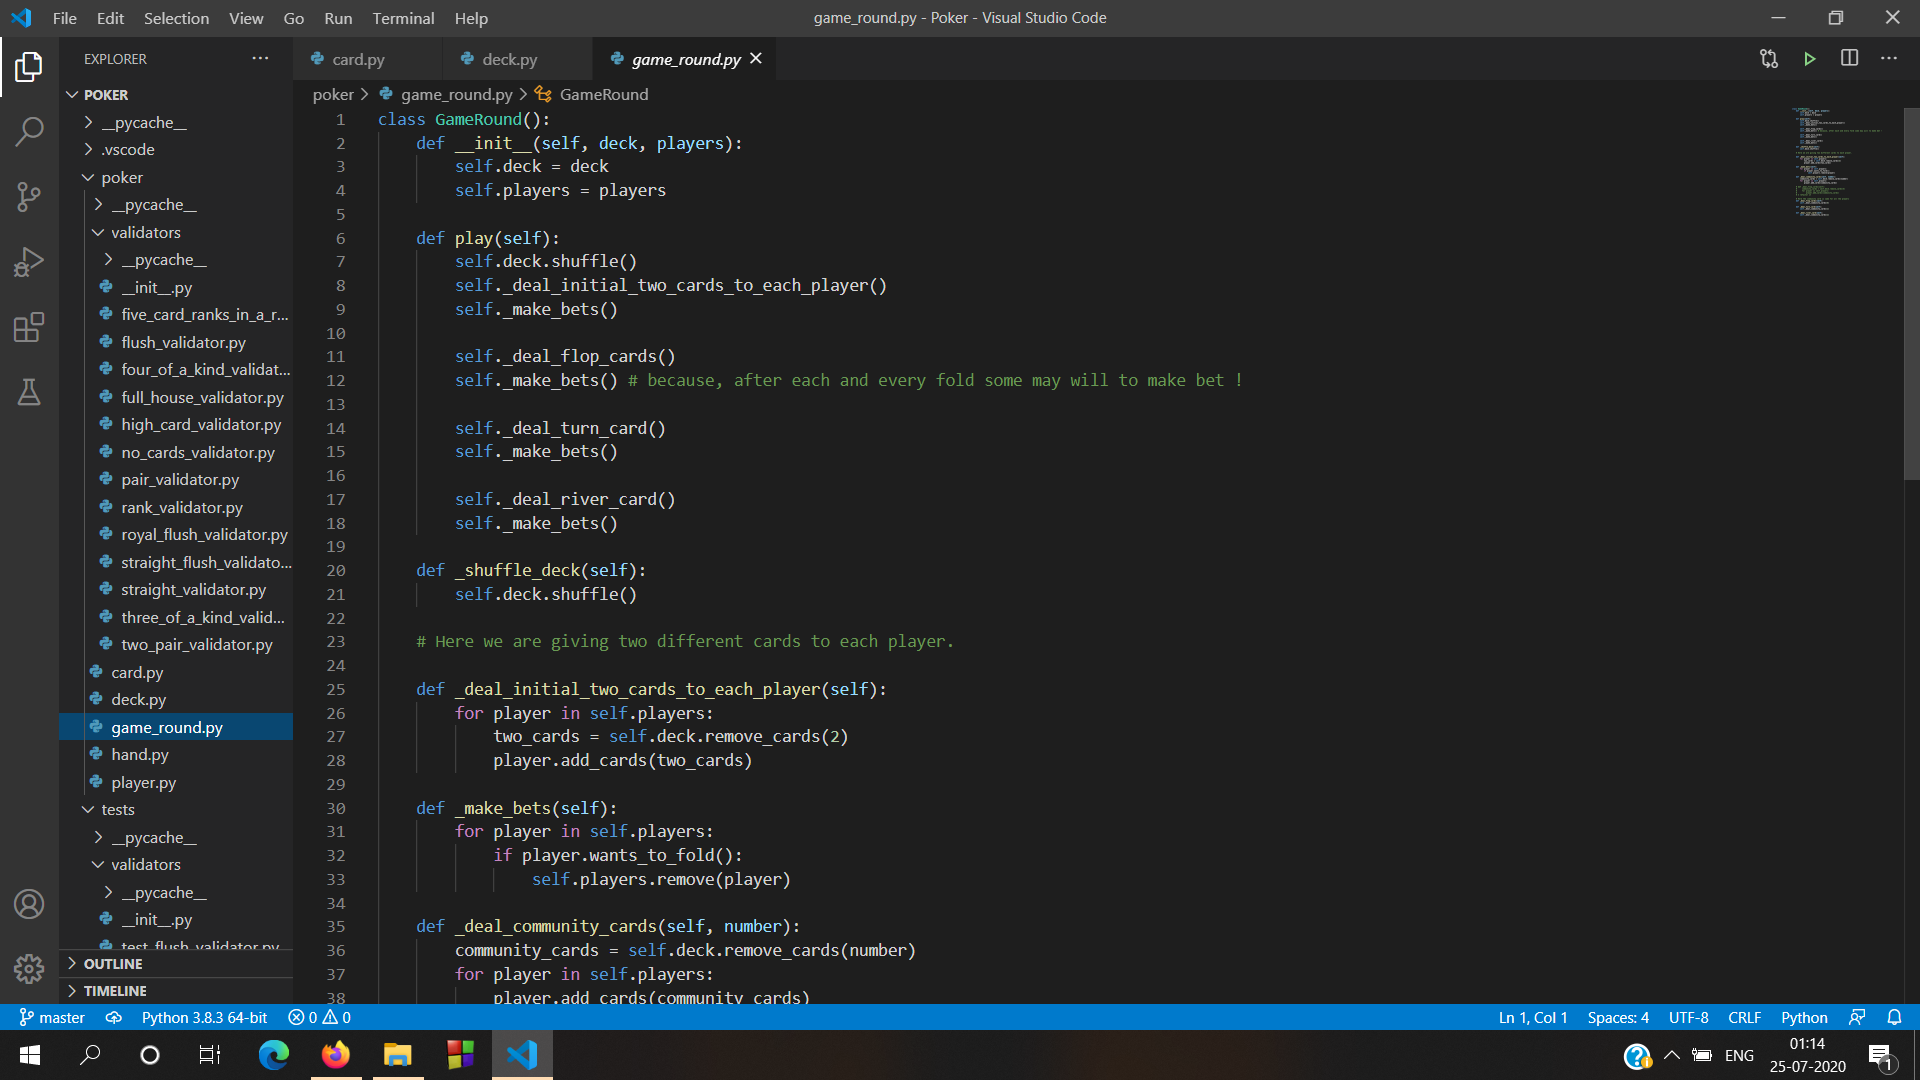 File Edit Selection View Go Run Terminal Help
game_round.py - Poker - Visual Studio Code
EXPLORER
POKER
__pycache__
.vscode
poker
__pycache__
validators
__pycache__
__init__.py
five_card_ranks_in_a_r...
flush_validator.py
four_of_a_kind_validat...
full_house_validator.py
high_card_validator.py
no_cards_validator.py
pair_validator.py
rank_validator.py
royal_flush_validator.py
straight_flush_validato...
straight_validator.py
three_of_a_kind_valid...
two_pair_validator.py
card.py
deck.py
game_round.py
hand.py
player.py
tests
__pycache__
validators
__pycache__
__init__.py
test_flush_validator.py
OUTLINE
TIMELINE
card.py deck.py game_round.py
poker > game_round.py > GameRound
1 class GameRound():
2 def __init__(self, deck, players):
3 self.deck = deck
4 self.players = players
5
6 def play(self):
7 self.deck.shuffle()
8 self._deal_initial_two_cards_to_each_player()
9 self._make_bets()
10
11 self._deal_flop_cards()
12 self._make_bets() # because, after each and every fold some may will to make bet !
13
14 self._deal_turn_card()
15 self._make_bets()
16
17 self._deal_river_card()
18 self._make_bets()
19
20 def _shuffle_deck(self):
21 self.deck.shuffle()
22
23 # Here we are giving two different cards to each player.
24
25 def _deal_initial_two_cards_to_each_player(self):
26 for player in self.players:
27 two_cards = self.deck.remove_cards(2)
28 player.add_cards(two_cards)
29
30 def _make_bets(self):
31 for player in self.players:
32 if player.wants_to_fold():
33 self.players.remove(player)
34
35 def _deal_community_cards(self, number):
36 community_cards = self.deck.remove_cards(number)
37 for player in self.players:
38 player.add_cards(community_cards)
master Python 3.8.3 64-bit 0 0
Ln 1, Col 1 Spaces: 4 UTF-8 CRLF Python
ENG
01:14
25-07-2020
1